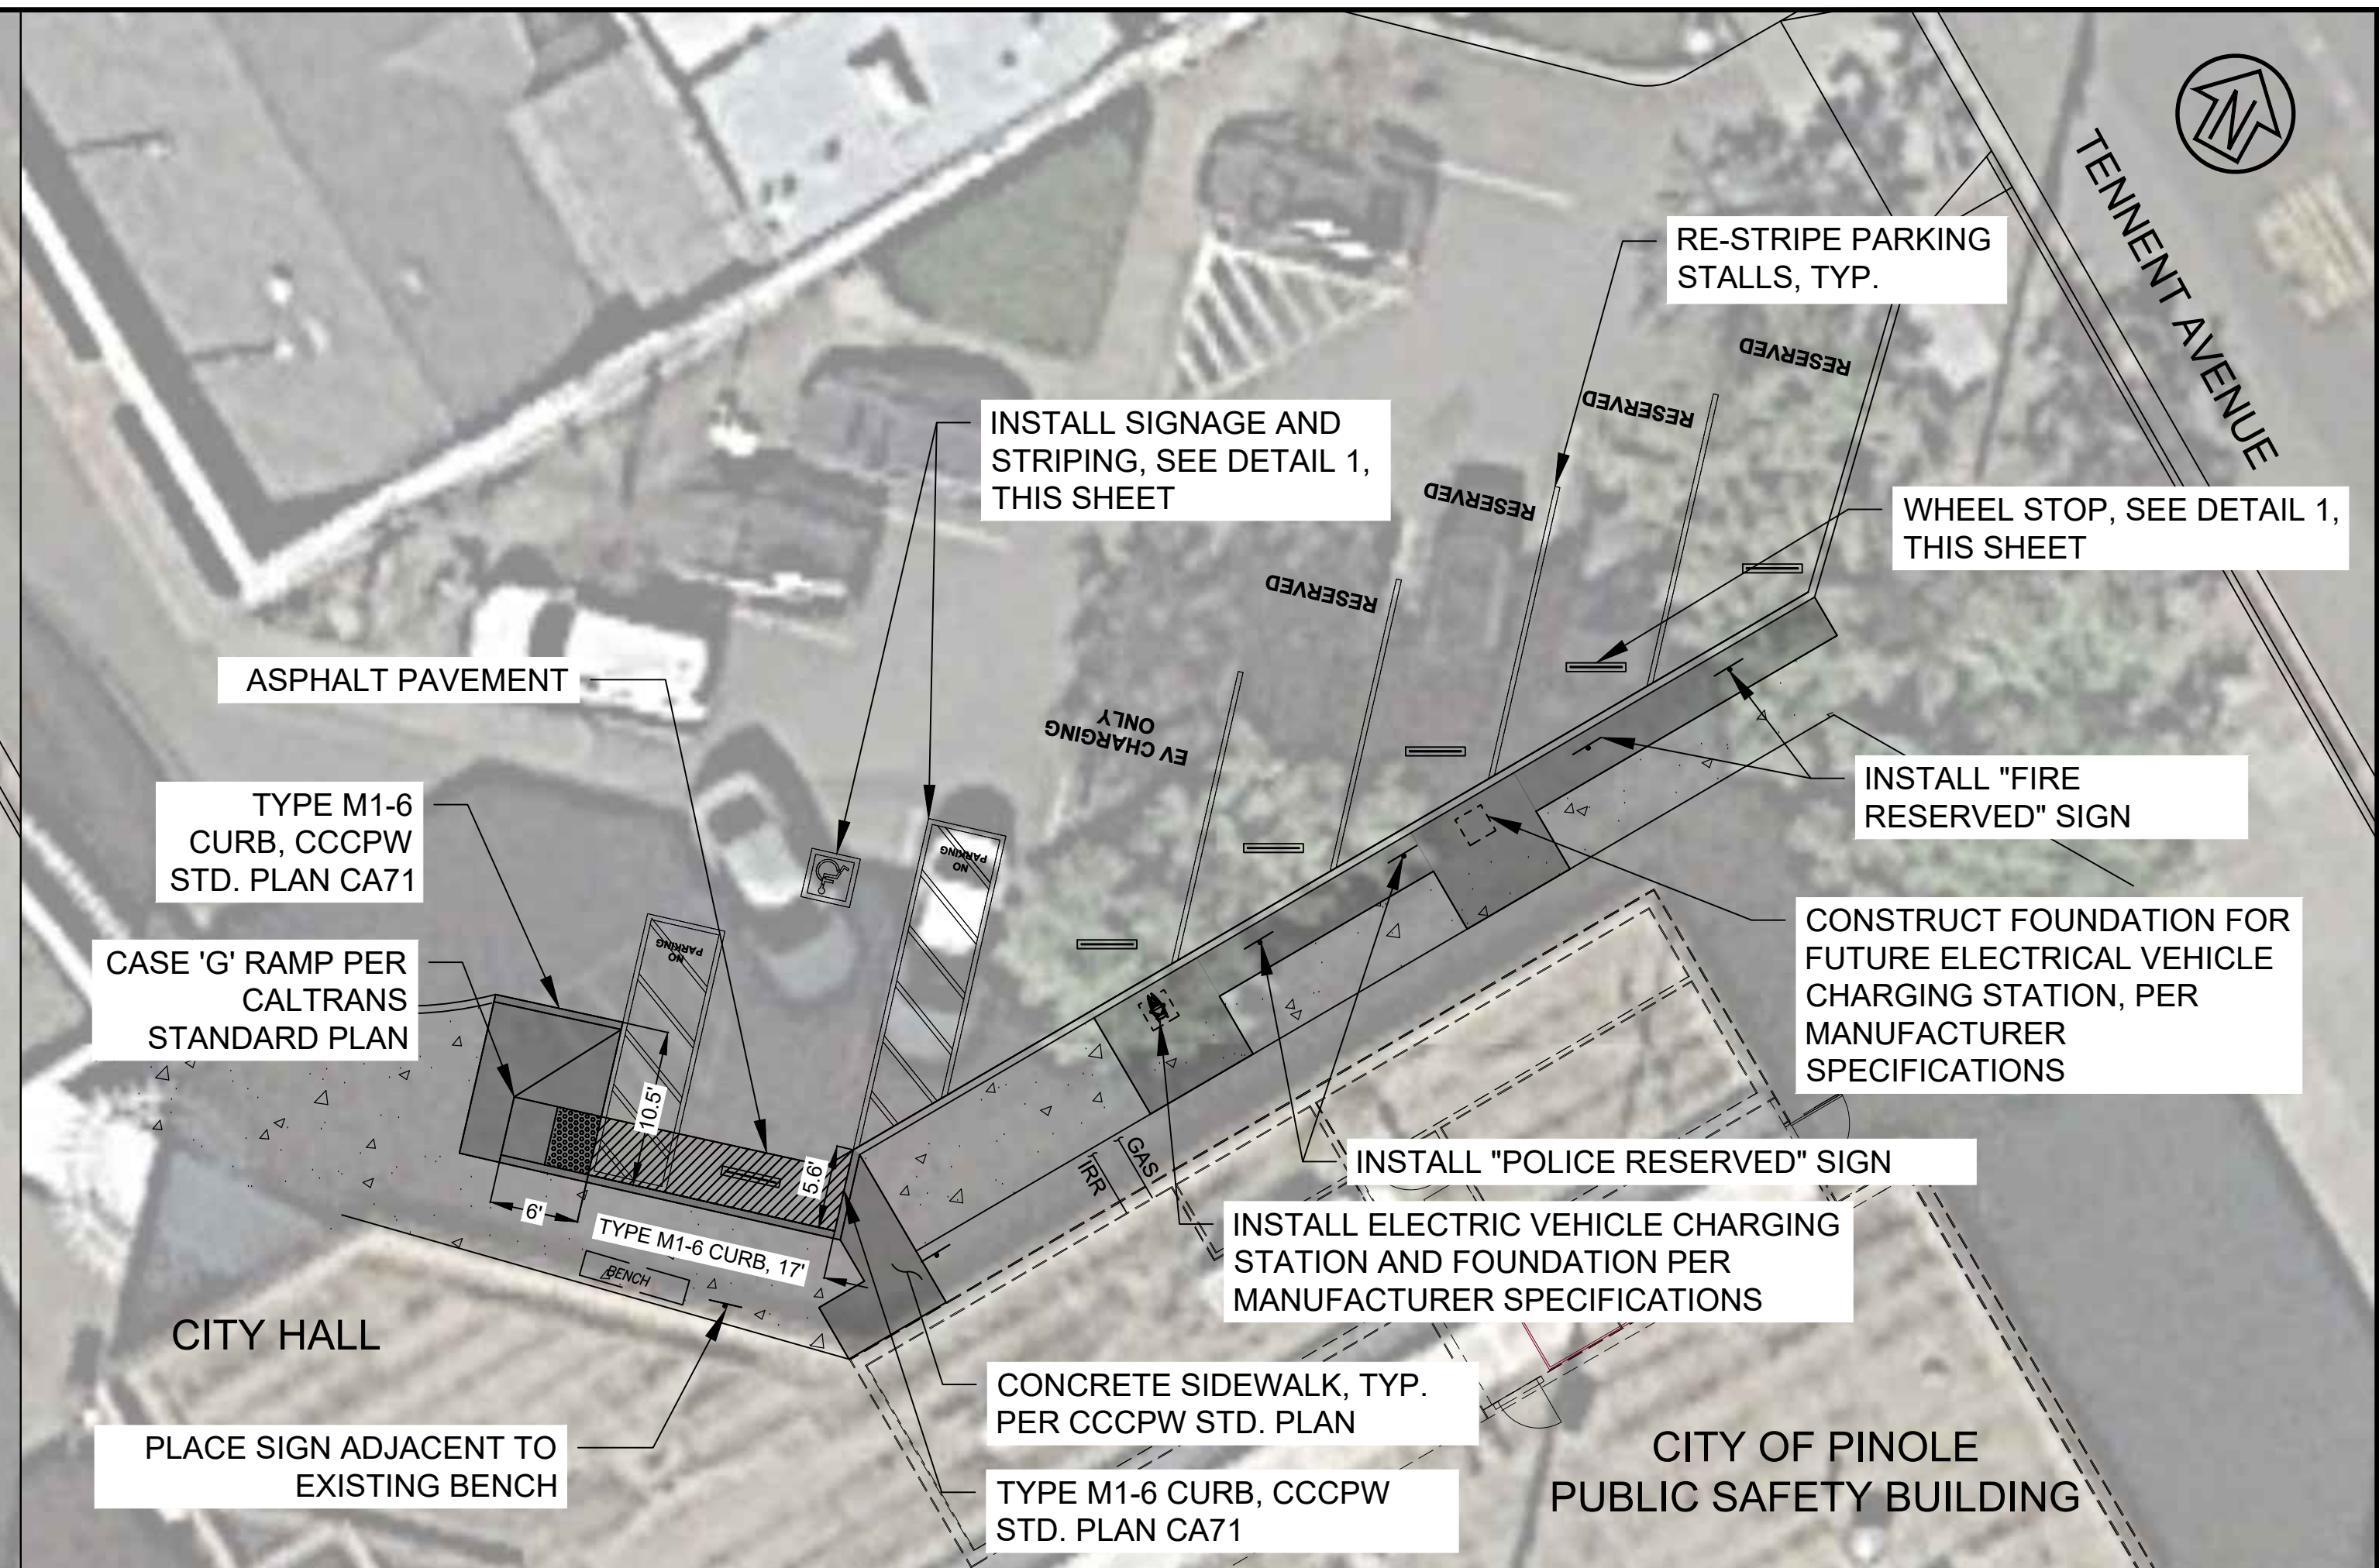 N
TENNENT AVENUE
RE-STRIPE PARKING
STALLS, TYP.
RESERVED
RESERVED
RESERVED
RESERVED
INSTALL SIGNAGE AND
STRIPING, SEE DETAIL 1,
THIS SHEET
WHEEL STOP, SEE DETAIL 1,
THIS SHEET
ASPHALT PAVEMENT
EV CHARGING
ONLY
TYPE M1-6
CURB, CCCPW
STD. PLAN CA71
INSTALL "FIRE
RESERVED" SIGN
NO
PARKING
NO
PARKING
CASE 'G' RAMP PER
CALTRANS
STANDARD PLAN
CONSTRUCT FOUNDATION FOR
FUTURE ELECTRICAL VEHICLE
CHARGING STATION, PER
MANUFACTURER
SPECIFICATIONS
10.5'
5.6'
6'
TYPE M1-6 CURB, 17'
BENCH
IRR
GAS
INSTALL "POLICE RESERVED" SIGN
INSTALL ELECTRIC VEHICLE CHARGING
STATION AND FOUNDATION PER
MANUFACTURER SPECIFICATIONS
CITY HALL
CONCRETE SIDEWALK, TYP.
PER CCCPW STD. PLAN
PLACE SIGN ADJACENT TO
EXISTING BENCH
TYPE M1-6 CURB, CCCPW
STD. PLAN CA71
CITY OF PINOLE
PUBLIC SAFETY BUILDING